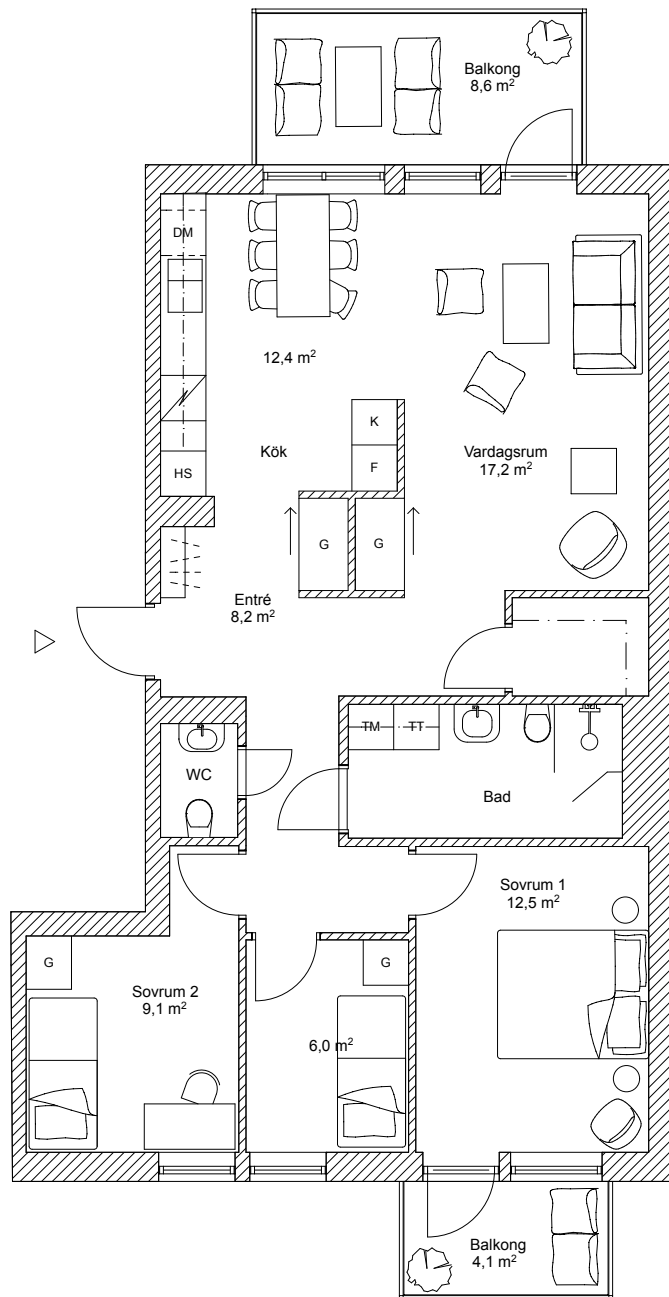 Balkong
8,6 m²
DM
12,4 m²
K
Kök
Vardagsrum
17,2 m²
F
HS
G
G
Entré
8,2 m²
TM
TT
WC
Bad
Sovrum 1
12,5 m²
G
G
Sovrum 2
9,1 m²
6,0 m²
Balkong
4,1 m²